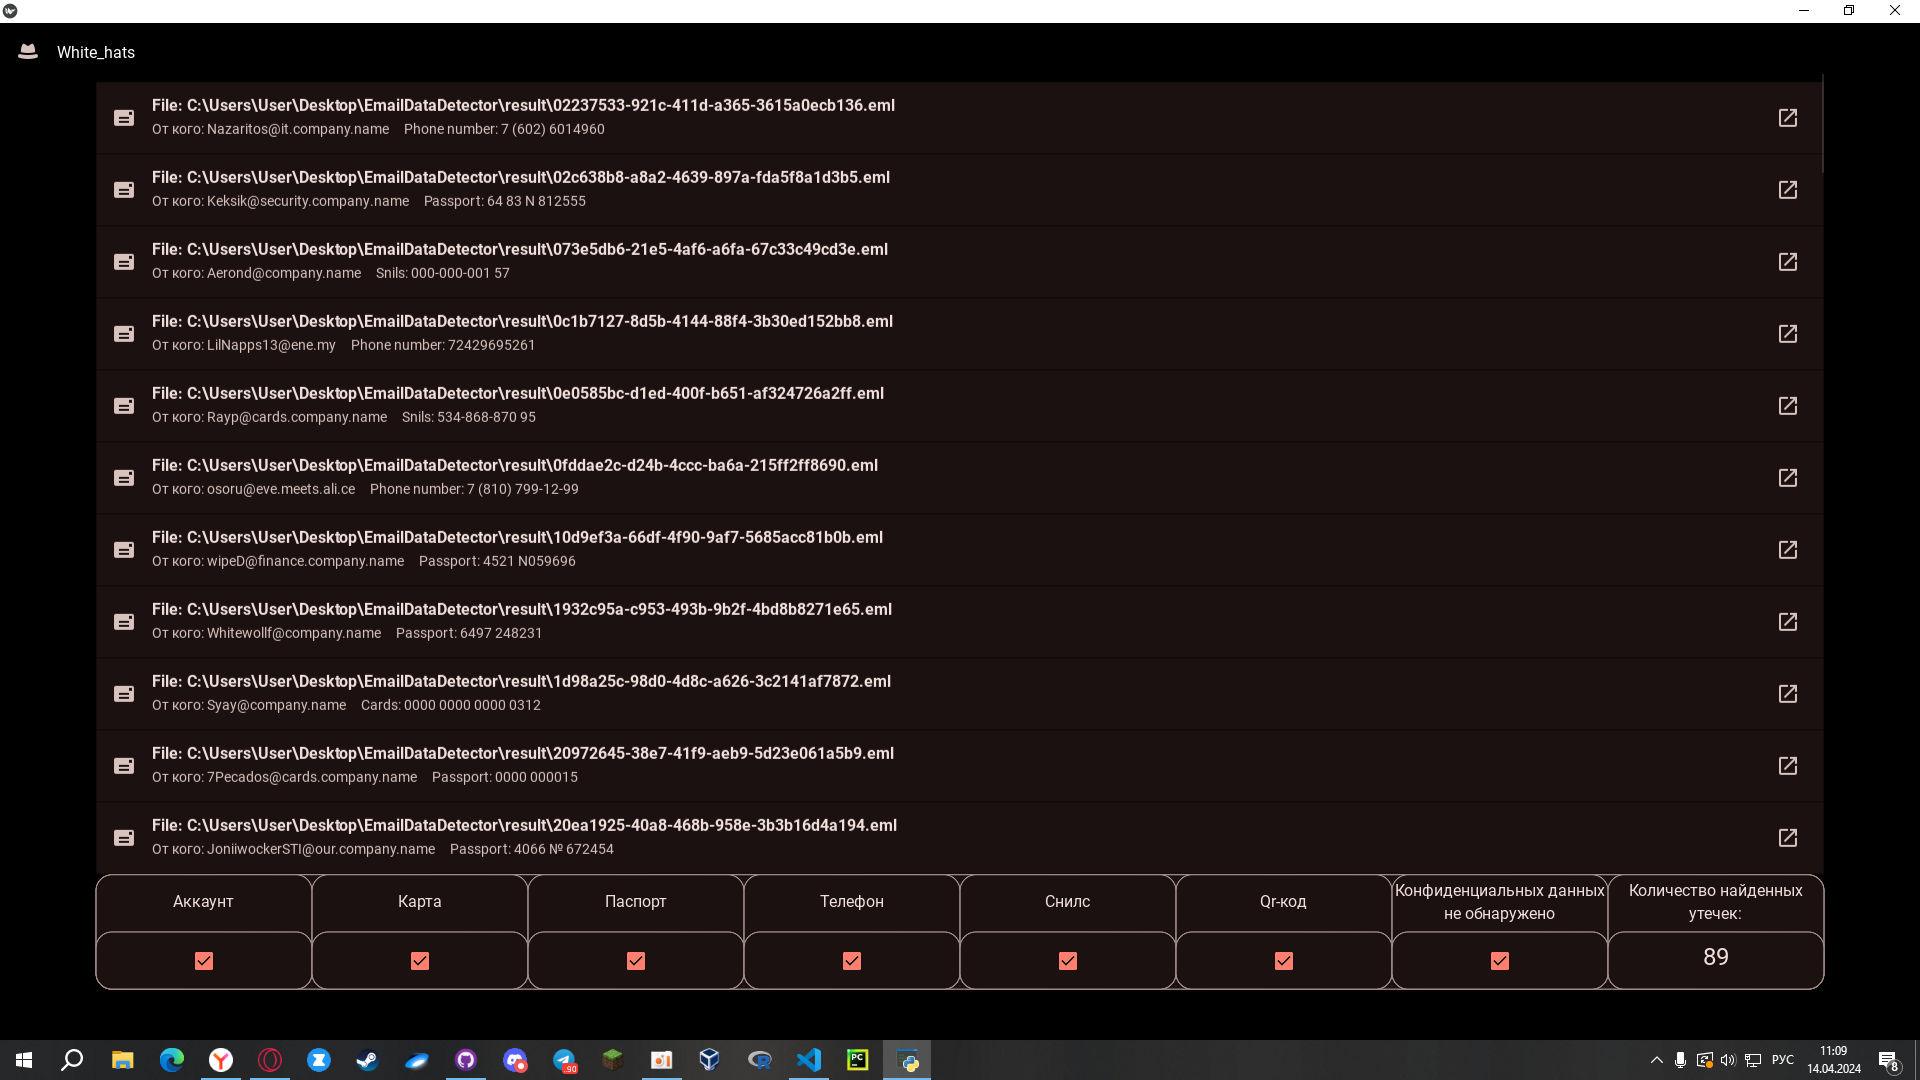 White_hats
File: C:\Users\User\Desktop\EmailDataDetector\result\02237533-921c-411d-a365-3615a0ecb136.eml
От кого: Nazaritos@it.company.name Phone number: 7 (602) 6014960
File: C:\Users\User\Desktop\EmailDataDetector\result\02c638b8-a8a2-4639-897a-fda5f8a1d3b5.eml
От кого: Keksik@security.company.name Passport: 64 83 N 812555
File: C:\Users\User\Desktop\EmailDataDetector\result\073e5db6-21e5-4af6-a6fa-67c33c49cd3e.eml
От кого: Aerond@company.name Snils: 000-000-001 57
File: C:\Users\User\Desktop\EmailDataDetector\result\0c1b7127-8d5b-4144-88f4-3b30ed152bb8.eml
От кого: LilNapps13@ene.my Phone number: 72429695261
File: C:\Users\User\Desktop\EmailDataDetector\result\0e0585bc-d1ed-400f-b651-af324726a2ff.eml
От кого: Rayp@cards.company.name Snils: 534-868-870 95
File: C:\Users\User\Desktop\EmailDataDetector\result\0fddae2c-d24b-4ccc-ba6a-215ff2ff8690.eml
От кого: osoru@eve.meets.ali.ce Phone number: 7 (810) 799-12-99
File: C:\Users\User\Desktop\EmailDataDetector\result\10d9ef3a-66df-4f90-9af7-5685acc81b0b.eml
От кого: wipeD@finance.company.name Passport: 4521 N059696
File: C:\Users\User\Desktop\EmailDataDetector\result\1932c95a-c953-493b-9b2f-4bd8b8271e65.eml
От кого: Whitewollf@company.name Passport: 6497 248231
File: C:\Users\User\Desktop\EmailDataDetector\result\1d98a25c-98d0-4d8c-a626-3c2141af7872.eml
От кого: Syay@company.name Cards: 0000 0000 0000 0312
File: C:\Users\User\Desktop\EmailDataDetector\result\20972645-38e7-41f9-aeb9-5d23e061a5b9.eml
От кого: 7Pecados@cards.company.name Passport: 0000 000015
File: C:\Users\User\Desktop\EmailDataDetector\result\20ea1925-40a8-468b-958e-3b3b16d4a194.eml
От кого: JoniiwockerSTI@our.company.name Passport: 4066 № 672454
Аккаунт
Карта
Паспорт
Телефон
Снилс
Qr-код
Конфиденциальных данных
не обнаружено
Количество найденных
утечек:
89
.90
PC
РУС
11:09
14.04.2024
8